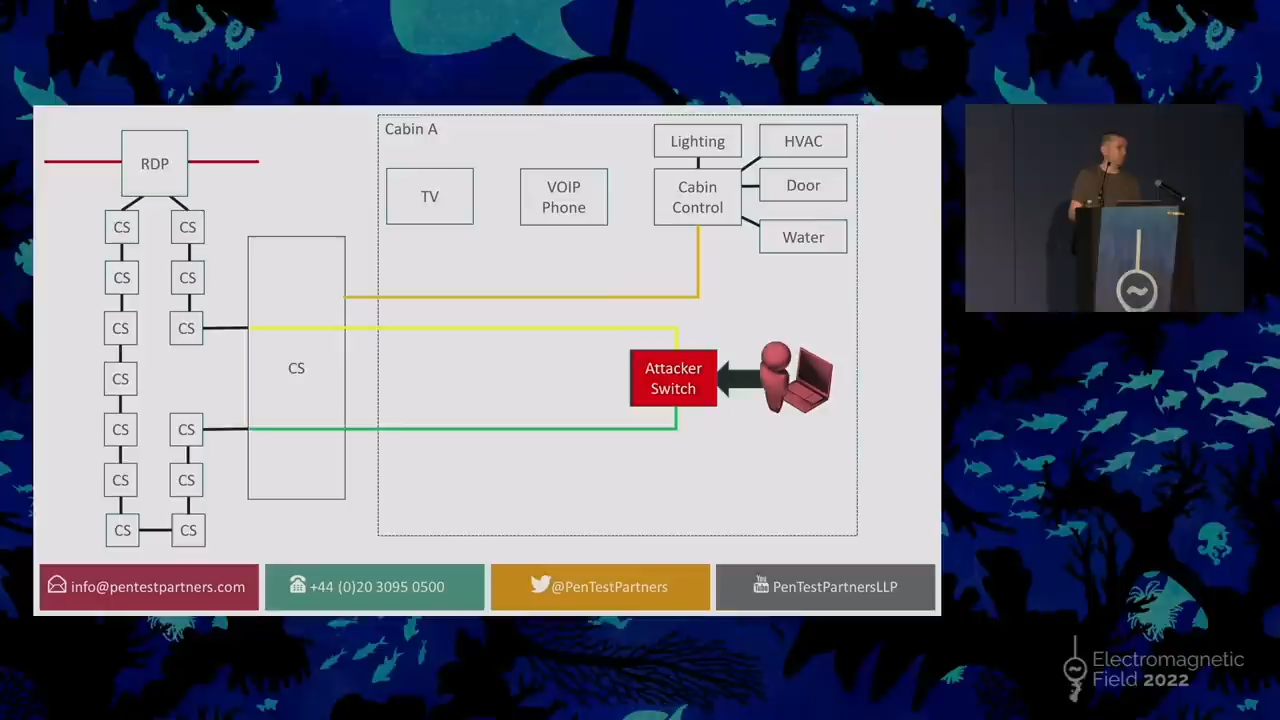 Cabin A
RDP
TV
VOIP
Phone
Lighting
HVAC
Cabin
Control
Door
Water
CS
CS
CS
CS
CS
CS
CS
CS
CS
CS
CS
CS
CS
CS
Attacker
Switch
info@pentestpartners.com
+44 (0)20 3095 0500
@PenTestPartners
You
Tube
PenTestPartnersLLP
Electromagnetic
Field 2022